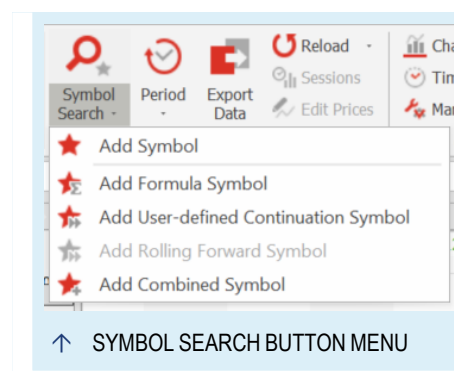 Reload
Sessions
Edit Prices
Symbol Search
Period
Export Data
Add Symbol
Add Formula Symbol
Add User-defined Continuation Symbol
Add Rolling Forward Symbol
Add Combined Symbol
↑ SYMBOL SEARCH BUTTON MENU